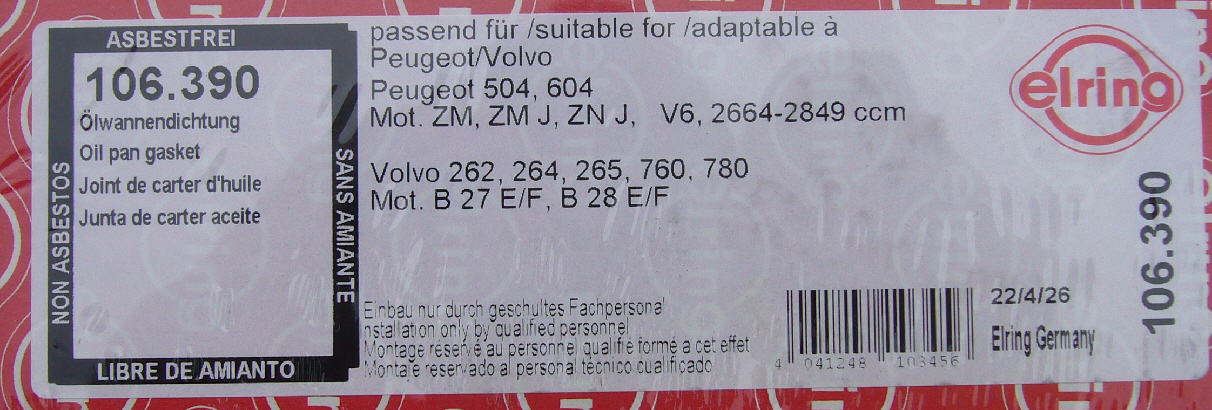 ASBESTFREI
106.390
Ölwannendichtung
Oil pan gasket
Joint de carter d'huile
Junta de carter aceite
NON ASBESTOS
SANS AMIANTE
LIBRE DE AMIANTO
passend für /suitable for /adaptable à
Peugeot/Volvo
Peugeot 504, 604
Mot. ZM, ZM J, ZN J, V6, 2664-2849 ccm
Volvo 262, 264, 265, 760, 780
Mot. B 27 E/F, B 28 E/F
Einbau nur durch geschultes Fachpersonal
nstallation only by qualified personnel
Montage réservé au personnel qualifié formé a cet effet
Montaje reservado al personal técnico cualificado
4 041248 103456
22/4/26
Elring Germany
elring
106.390